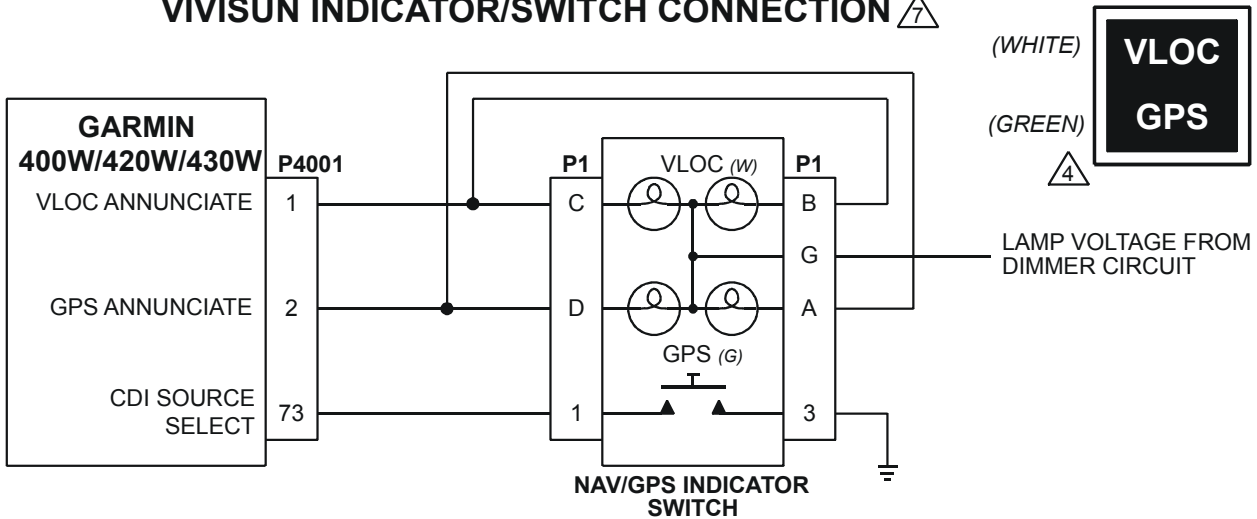 VIVISUN INDICATOR/SWITCH CONNECTION 7
(WHITE)
VLOC
(GREEN)
GPS
4
GARMIN
400W/420W/430W
P4001
P1
VLOC (W)
P1
VLOC ANNUNCIATE
1
C
B
G
LAMP VOLTAGE FROM
DIMMER CIRCUIT
GPS ANNUNCIATE
2
D
A
GPS (G)
CDI SOURCE
SELECT
73
1
3
NAV/GPS INDICATOR
SWITCH